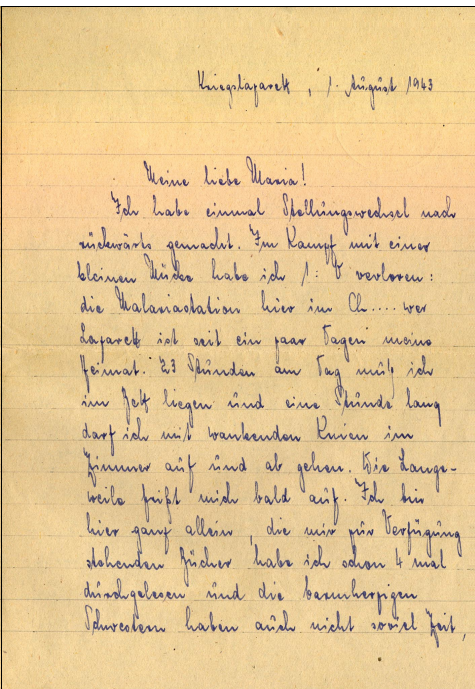 Kriegslazarett, 1. August 1943
Meine liebe Maria!
Ich habe einmal Stellungswechsel nach
rückwärts gemacht. Im Kampf mit einer
kleinen Mücke habe ich 1:0 verloren:
die Malariastation hier im Ch....wer
Lazarett ist seit ein paar Tagen meine
Heimat. 23 Stunden am Tag muß ich
im Bett liegen und eine Stunde lang
darf ich mit wankenden Knien im
Zimmer auf und ab gehen. Die Lange-
weile frißt mich bald auf. Ich bin
hier ganz allein, die mir zur Verfügung
stehenden Bücher habe ich schon 4 mal
durchgelesen und die barmherzigen
Schwestern haben auch nicht soviel Zeit,